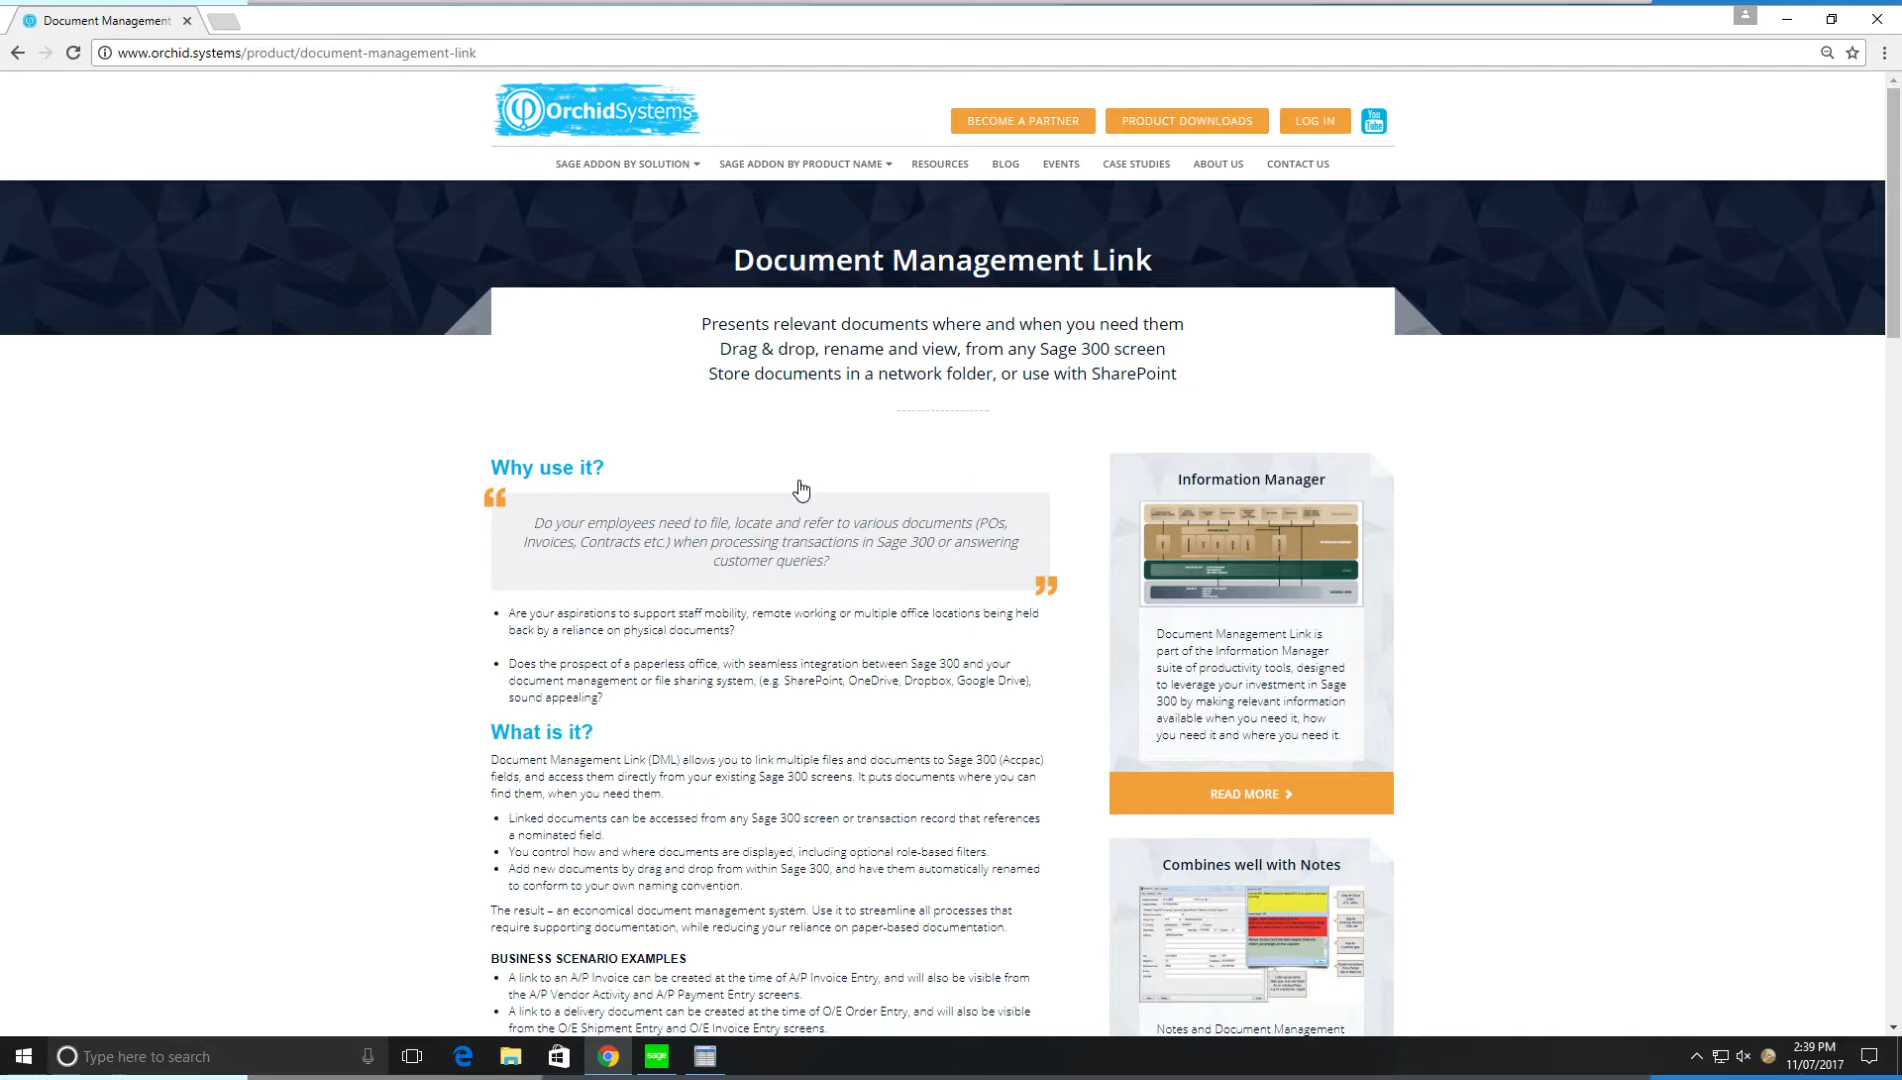 Document Management
www.orchid.systems/product/document-management-link
OrchidSystems
BECOME A PARTNER
PRODUCT DOWNLOADS
LOG IN
You Tube
SAGE ADDON BY SOLUTION
SAGE ADDON BY PRODUCT NAME
RESOURCES
BLOG
EVENTS
CASE STUDIES
ABOUT US
CONTACT US
Document Management Link
Presents relevant documents where and when you need them
Drag & drop, rename and view, from any Sage 300 screen
Store documents in a network folder, or use with SharePoint
Why use it?
“
Do your employees need to file, locate and refer to various documents (POs,
Invoices, Contracts etc.) when processing transactions in Sage 300 or answering
customer queries?
”
• Are your aspirations to support staff mobility, remote working or multiple office locations being held
back by a reliance on physical documents?
• Does the prospect of a paperless office, with seamless integration between Sage 300 and your
document management or file sharing system, (e.g. SharePoint, OneDrive, Dropbox, Google Drive),
sound appealing?
What is it?
Document Management Link (DML) allows you to link multiple files and documents to Sage 300 (Accpac)
fields, and access them directly from your existing Sage 300 screens. It puts documents where you can
find them, when you need them.
• Linked documents can be accessed from any Sage 300 screen or transaction record that references
a nominated field.
• You control how and where documents are displayed, including optional role-based filters.
• Add new documents by drag and drop from within Sage 300, and have them automatically renamed
to conform to your own naming convention.
The result – an economical document management system. Use it to streamline all processes that
require supporting documentation, while reducing your reliance on paper-based documentation.
BUSINESS SCENARIO EXAMPLES
• A link to an A/P Invoice can be created at the time of A/P Invoice Entry, and will also be visible from
the A/P Vendor Activity and A/P Payment Entry screens.
• A link to a delivery document can be created at the time of O/E Order Entry, and will also be visible
from the O/E Shipment Entry and O/E Invoice Entry screens.
Information Manager
Document Management Link is
part of the Information Manager
suite of productivity tools, designed
to leverage your investment in Sage
300 by making relevant information
available when you need it, how
you need it and where you need it.
READ MORE
Combines well with Notes
Notes and Document Management
Type here to search
sage
2:39 PM
11/07/2017